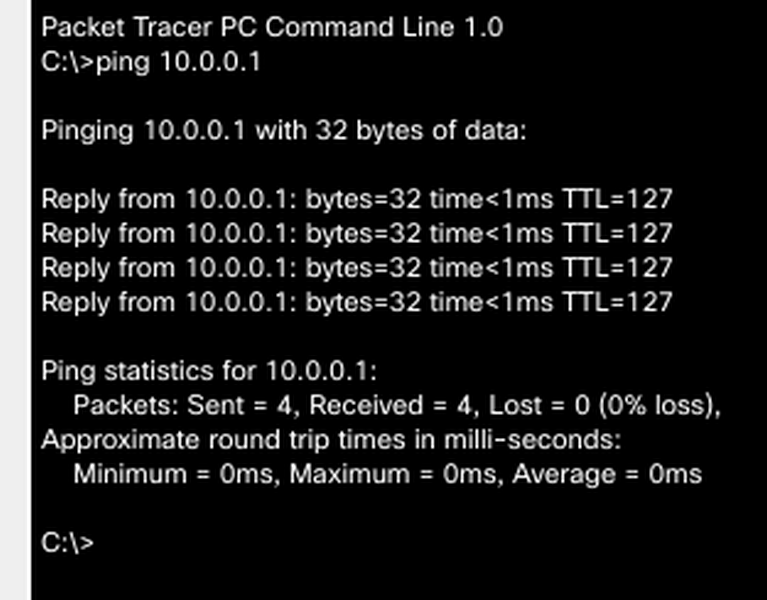 Packet Tracer PC Command Line 1.0
C:\>ping 10.0.0.1
Pinging 10.0.0.1 with 32 bytes of data:
Reply from 10.0.0.1: bytes=32 time<1ms TTL=127
Reply from 10.0.0.1: bytes=32 time<1ms TTL=127
Reply from 10.0.0.1: bytes=32 time<1ms TTL=127
Reply from 10.0.0.1: bytes=32 time<1ms TTL=127
Ping statistics for 10.0.0.1:
Packets: Sent = 4, Received = 4, Lost = 0 (0% loss),
Approximate round trip times in milli-seconds:
Minimum = 0ms, Maximum = 0ms, Average = 0ms
C:\>